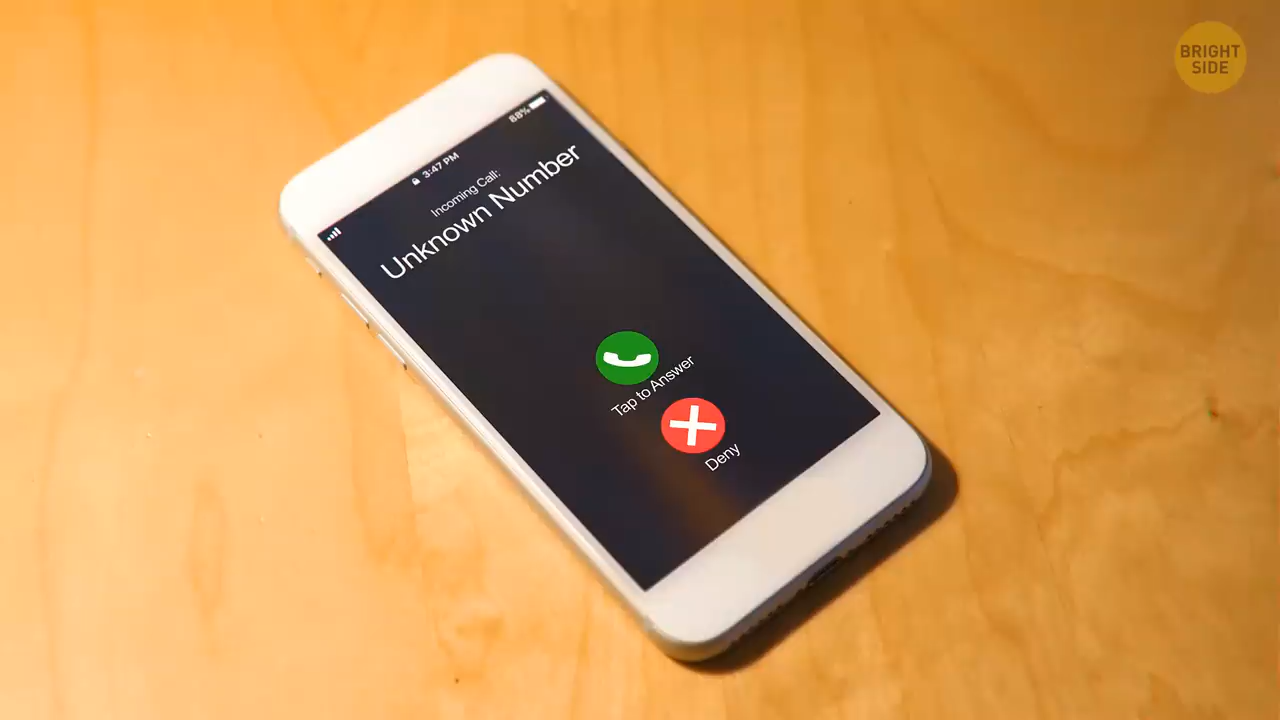 BRIGHT
SIDE
88%
3:47 PM
Incoming Call:
Unknown Number
Tap to Answer
Deny